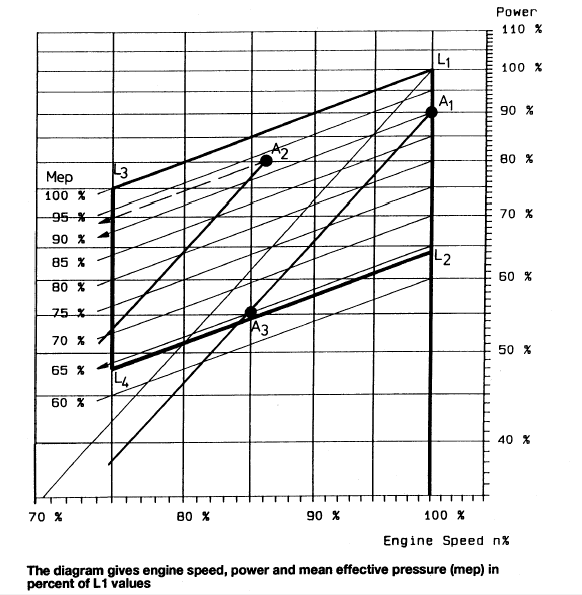 Power
110 %
L1
100 %
A1
90 %
A2
80 %
L3
Mep
100 %
95 %
70 %
90 %
L2
85 %
60 %
80 %
75 %
A3
70 %
50 %
65 %
L4
60 %
40 %
70 % 80 % 90 % 100 %
Engine Speed n%
The diagram gives engine speed, power and mean effective pressure (mep) in
percent of L1 values